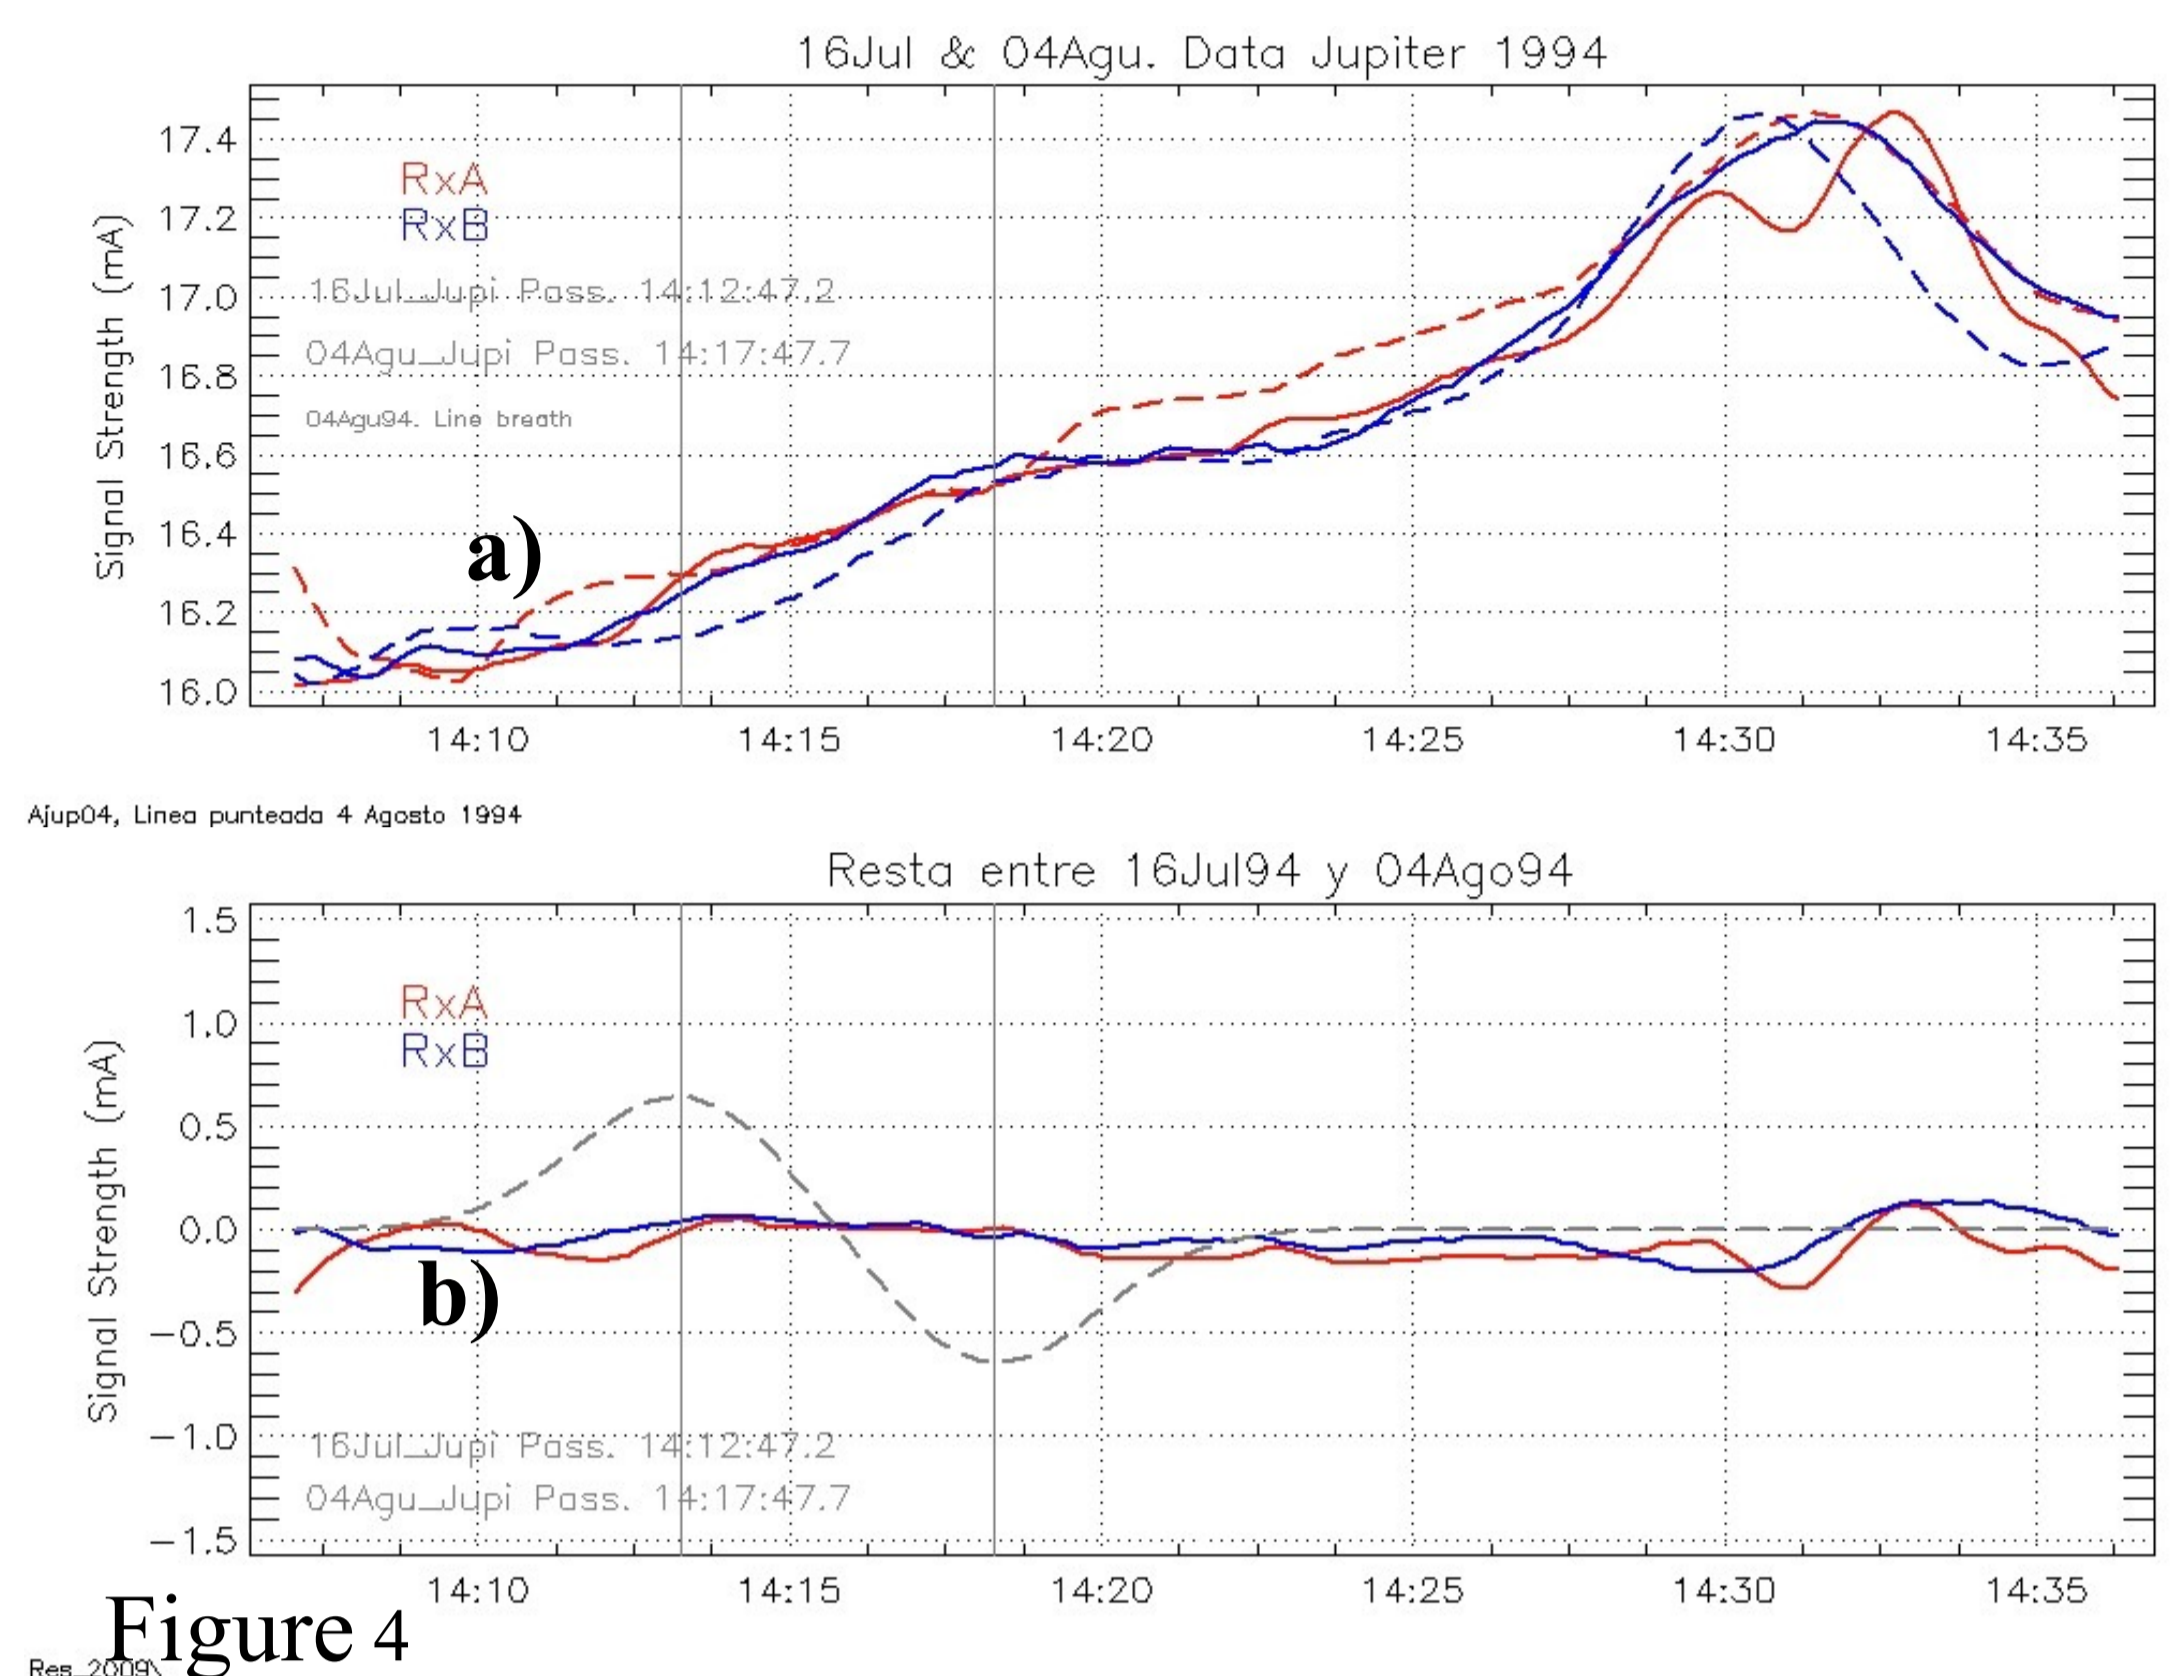 16Jul & 04Agu. Data Jupiter 1994
17.4
17.2
17.0
16.8
16.6
16.4
16.2
16.0
Signal Strength (mA)
RxA
RxB
16Jul_Jupi Pass. 14:12:47.2
04Agu_Jupi Pass. 14:17:47.7
04Agu94. Line breath
a)
14:10 14:15 14:20 14:25 14:30 14:35
Ajup04, Linea punteada 4 Agosto 1994
Resta entre 16Jul94 y 04Ago94
1.5
1.0
0.5
0.0
−0.5
−1.0
−1.5
Signal Strength (mA)
RxA
RxB
b)
16Jul_Jupi Pass. 14:12:47.2
04Agu_Jupi Pass. 14:17:47.7
14:10 14:15 14:20 14:25 14:30 14:35
Figure 4
Res_2009\